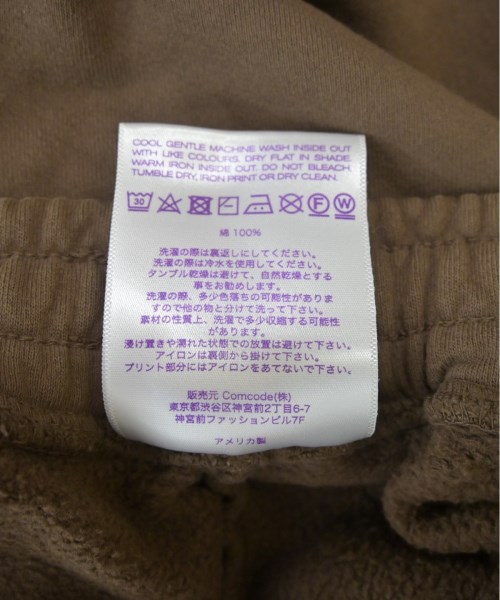 COOL GENTLE MACHINE WASH INSIDE OUT
WITH LIKE COLOURS. DRY FLAT IN SHADE.
WARM IRON INSIDE OUT. DO NOT BLEACH,
TUMBLE DRY, IRON PRINT OR DRY CLEAN.
30 F W
綿 100%
洗濯の際は裏返しにしてください。
洗濯の際は冷水を使用してください。
タンブル乾燥は避けて、自然乾燥とする
事をお勧めします。
洗濯の際、多少色落ちの可能性がありま
すので他の物と分けて洗って下さい。
素材の性質上、洗濯で多少収縮する可能性
があります。
浸け置きや濡れた状態での放置は避けて下さい。
アイロンは裏側から掛けて下さい。
プリント部分にはアイロンをあてないで下さい。
販売元 Comcode(株)
東京都渋谷区神宮前2丁目6-7
神宮前ファッションビル7F
アメリカ製